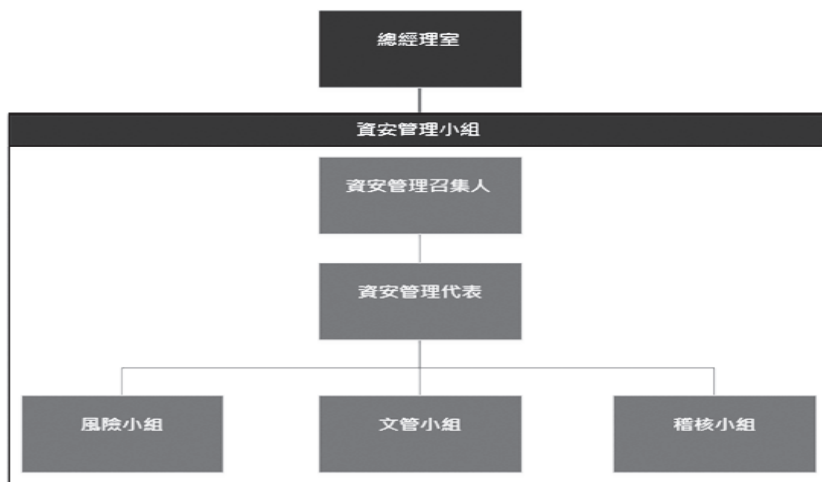 總經理室
資安管理小組
資安管理召集人
資安管理代表
風險小組
文管小組
稽核小組